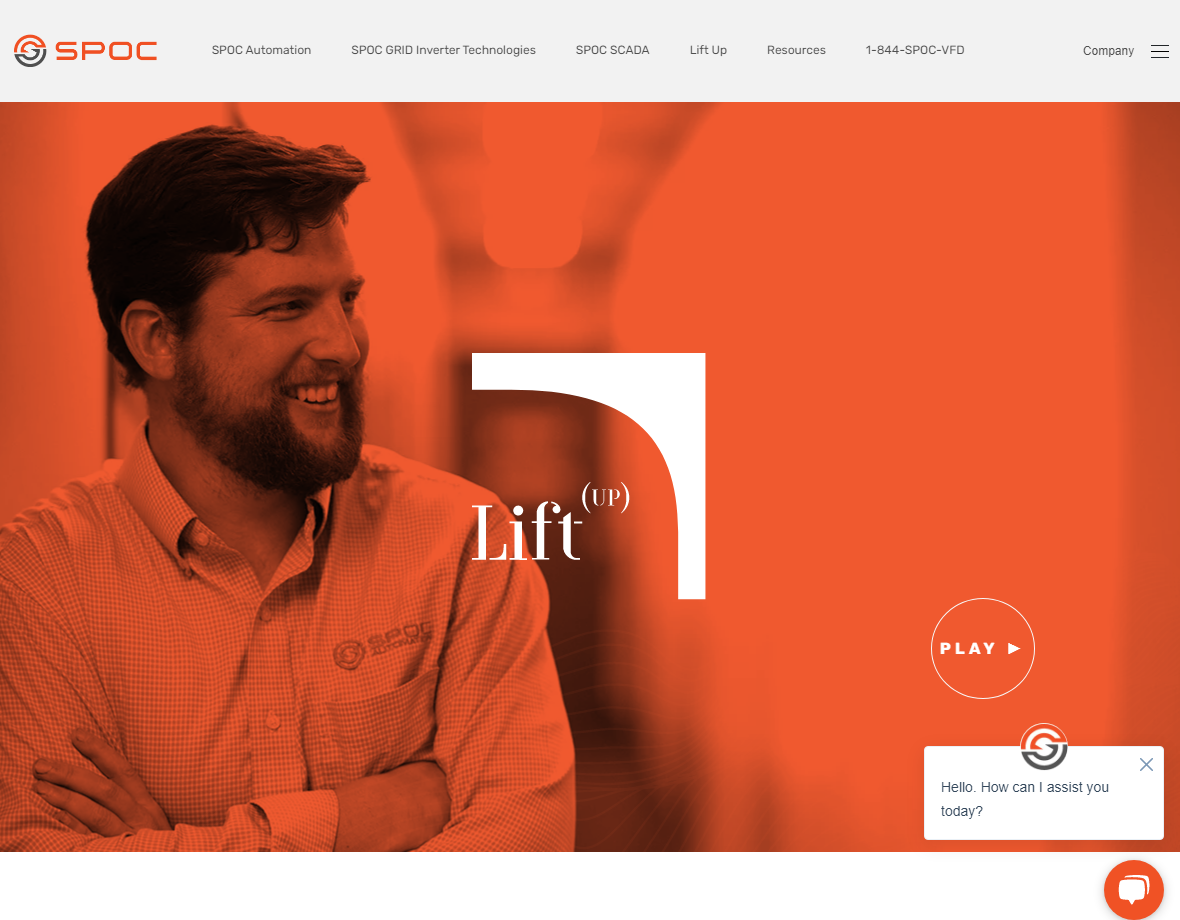 SPOC
SPOC Automation
SPOC GRID Inverter Technologies
SPOC SCADA
Lift Up
Resources
1-844-SPOC-VFD
Company
Lift(UP)
SPOC
PLAY ►
Hello. How can I assist you
today?